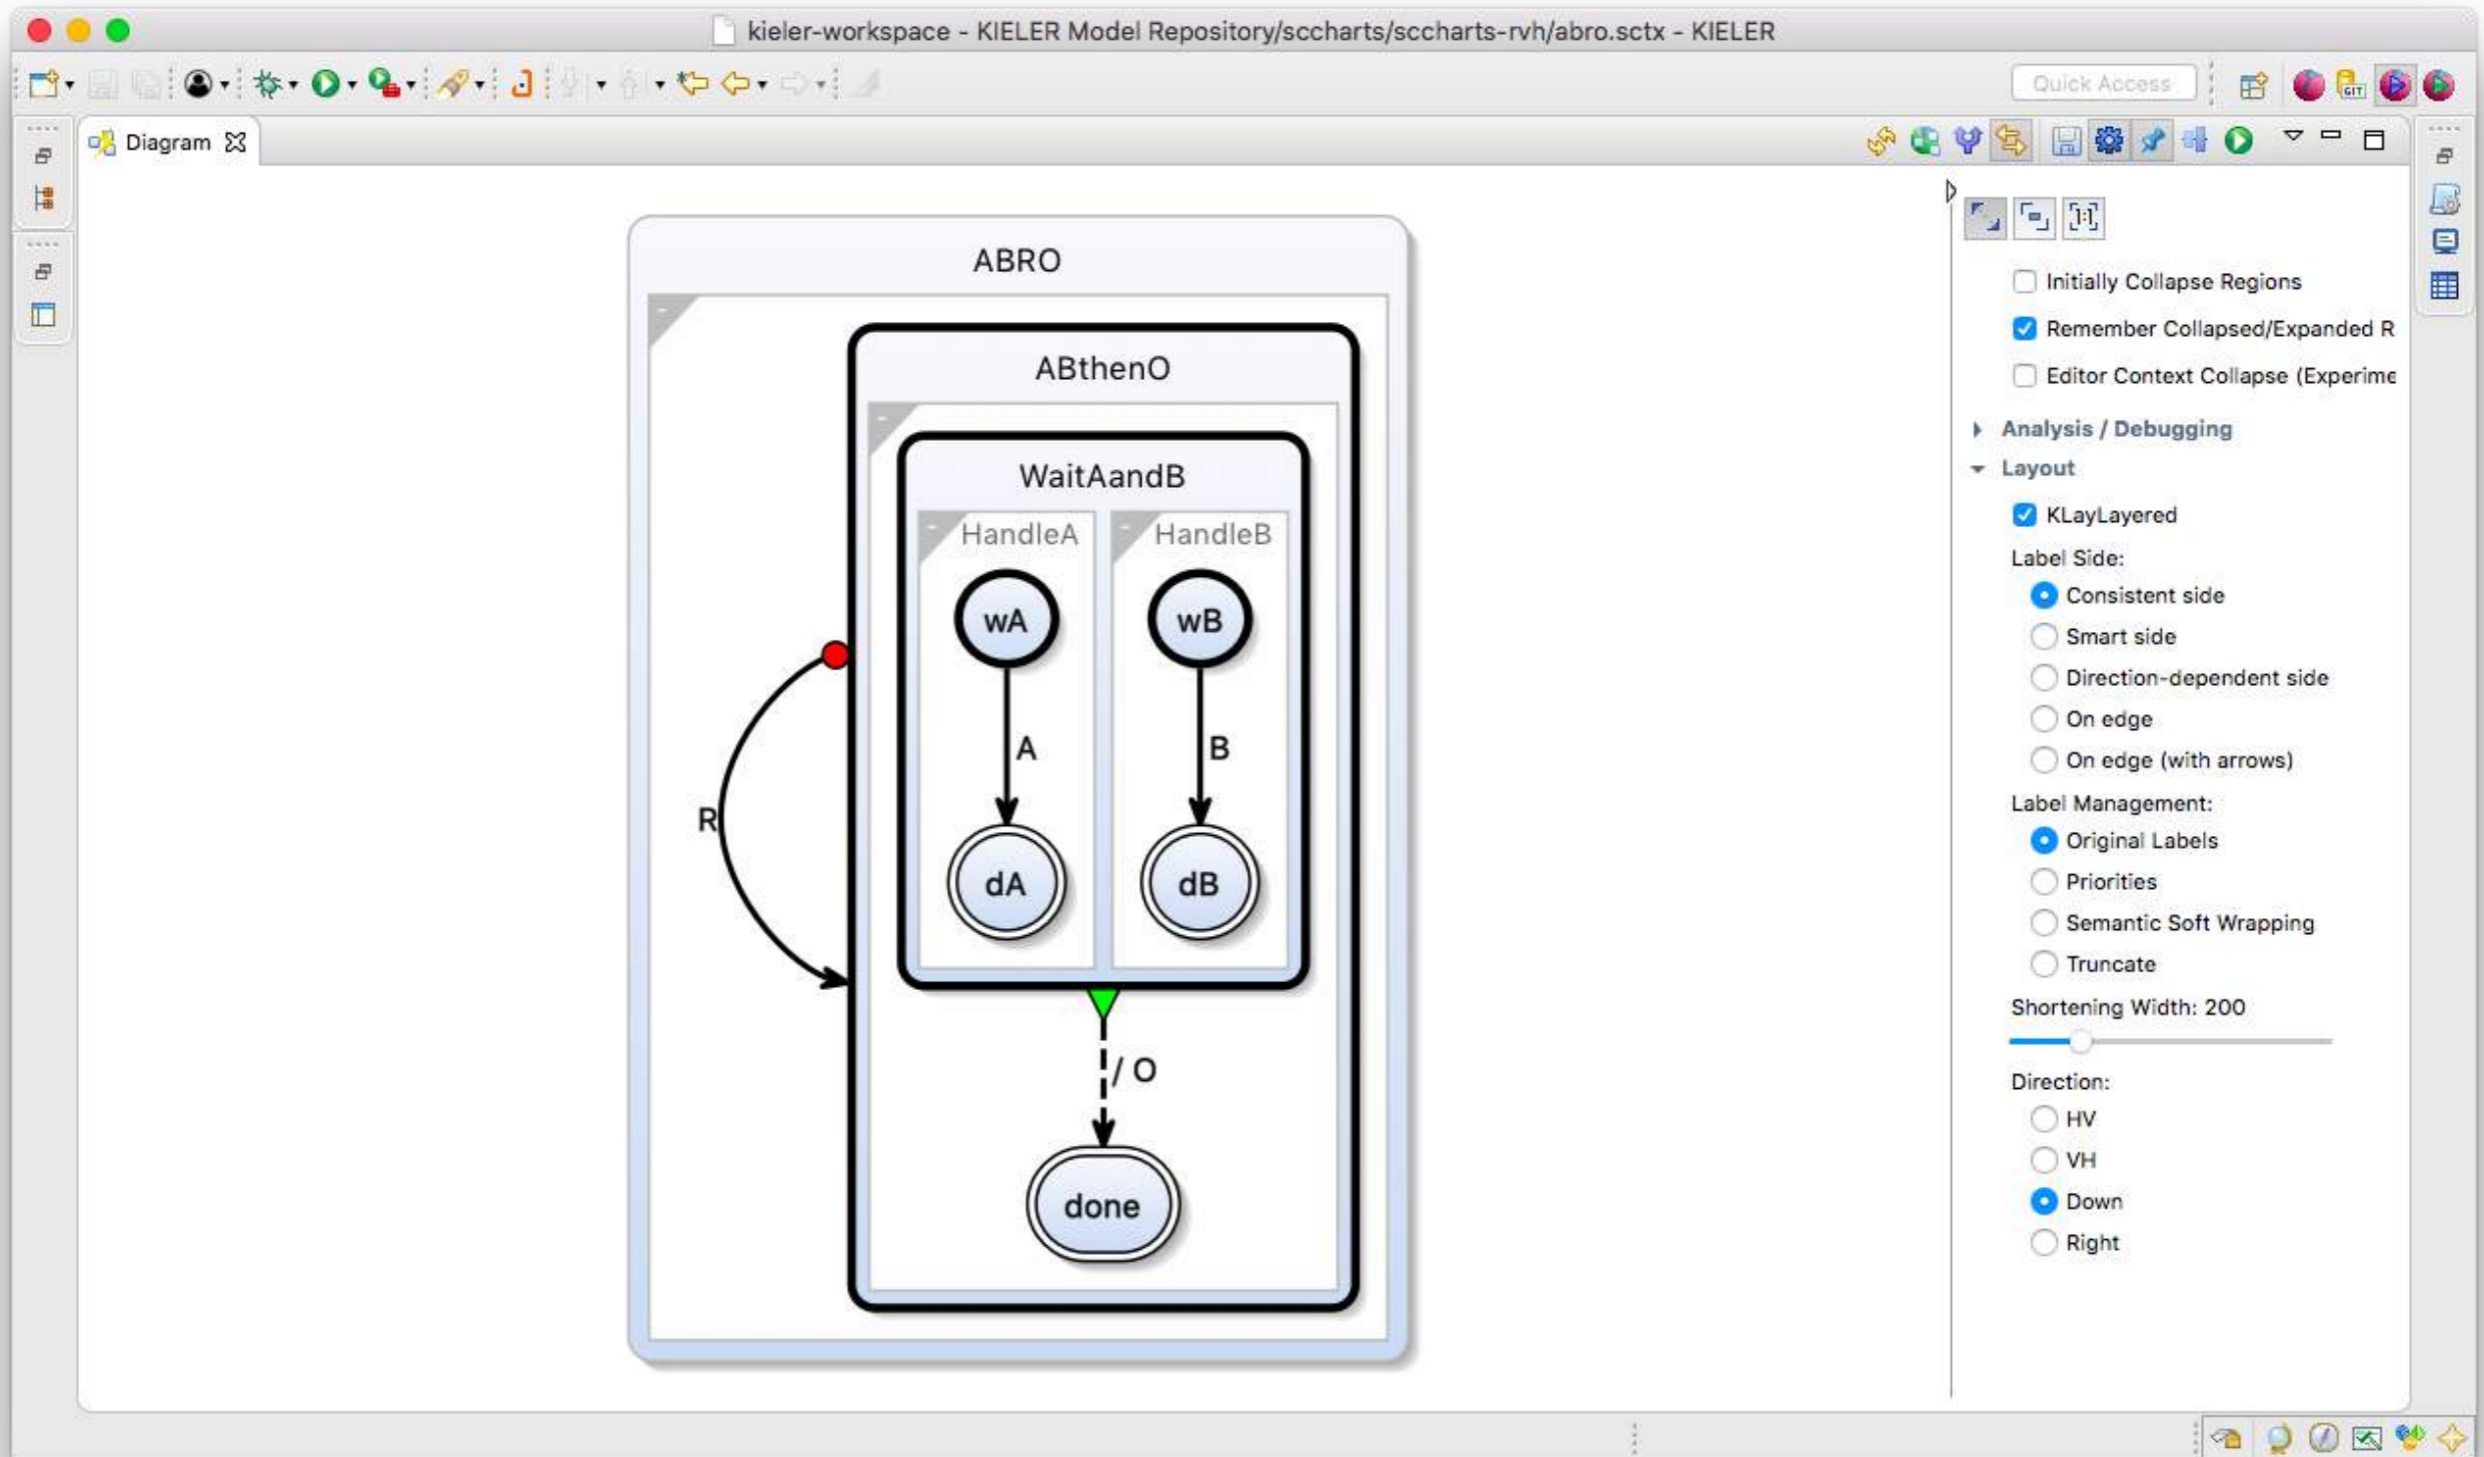 kieler-workspace - KIELER Model Repository/sccharts/sccharts-rvh/abro.sctx - KIELER
Quick Access
GIT
Diagram
ABRO
ABthenO
WaitAandB
HandleA
HandleB
wA
wB
A
B
R
dA
dB
/ O
done
1:1
Initially Collapse Regions
Remember Collapsed/Expanded R
Editor Context Collapse (Experime
Analysis / Debugging
Layout
KLayLayered
Label Side:
Consistent side
Smart side
Direction-dependent side
On edge
On edge (with arrows)
Label Management:
Original Labels
Priorities
Semantic Soft Wrapping
Truncate
Shortening Width: 200
Direction:
HV
VH
Down
Right